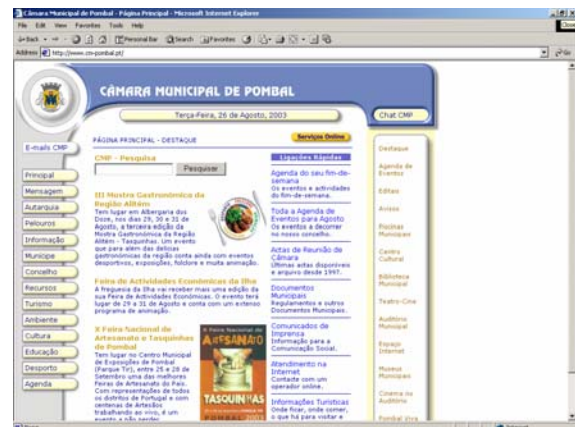 Câmara Municipal de Pombal - Página Principal - Microsoft Internet Explorer
File Edit View Favorites Tools Help
Back Personal Bar Search Favorites
Close
Address http://www.cm-pombal.pt/
CÂMARA MUNICIPAL DE POMBAL
Terça-Feira, 26 de Agosto, 2003
Chat CMP
E-mails CMP
Principal
Mensagem
Autarquia
Pelouros
Informação
Munícipe
Concelho
Recursos
Turismo
Ambiente
Cultura
Educação
Desporto
Agenda
PÁGINA PRINCIPAL - DESTAQUE
Serviços Online
CMP - Pesquisa
Pesquisar
III Mostra Gastronómica da
Região Alitém
Tem lugar em Albergaria dos
Doze, nos dias 29, 30 e 31 de
Agosto, a terceira edição da
Mostra Gastronómica da Região
Alitém - Tasquinhas. Um evento
que para além das delícias
gastronómicas da região conta ainda com eventos
desportivos, exposições, folclore e muita animação.
Feira de Actividades Económicas da Ilha
A freguesia da Ilha vai receber mais uma edição da
sua Feira de Actividades Económicas. O evento terá
lugar de 29 a 31 de Agosto e conta com um extenso
programa de animação.
X Feira Nacional de
Artesanato e Tasquinhas
de Pombal
Tem lugar no Centro Municipal
de Exposições de Pombal
(Parque Tir), entre 25 e 28 de
Setembro uma das melhores
Feiras de Artesanato do País.
Com representações de todos
os distritos de Portugal e com
centenas de Artesãos
trabalhando ao vivo, é um
evento a não perder
X Feira Nacional de
ARTESANATO
TASQUINHAS
POMBAL 2003
Ligações Rápidas
Agenda do seu fim-de-
semana
Os eventos e actividades
do fim-de-semana.
Toda a Agenda de
Eventos para Agosto
Os eventos a decorrer
no nosso concelho.
Actas de Reunião de
Câmara
Últimas actas disponíveis
e arquivo desde 1997.
Documentos
Municipais
Regulamentos e outros
Documentos Municipais.
Comunicados de
Imprensa
Informação para a
Comunicação Social.
Atendimento na
Internet
Contacte com um
operador online.
Informações Turísticas
Onde ficar, onde comer,
o que há para visitar e
Destaque
Agenda de
Eventos
Editais
Avisos
Piscinas
Municipais
Centro
Cultural
Biblioteca
Municipal
Teatro-Cine
Auditório
Municipal
Espaço
Internet
Museus
Municipais
Cinema no
Auditório
Pombal Viva
Internet